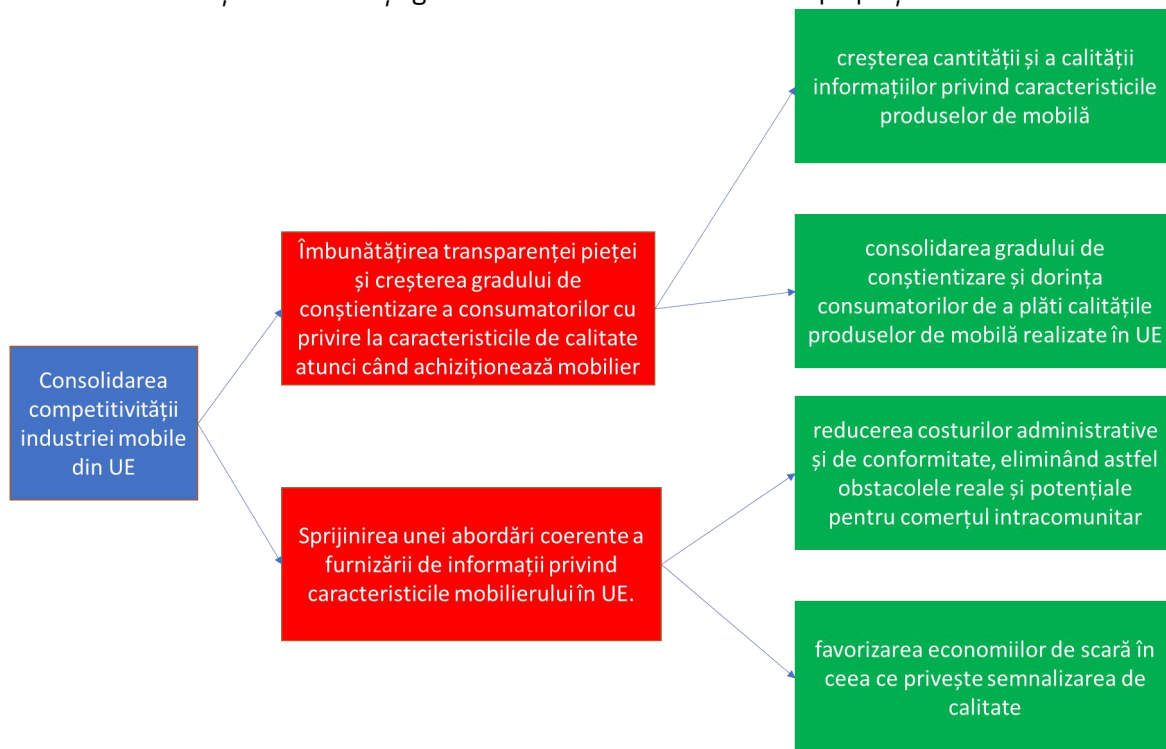 creșterea cantității și a calității
informațiilor privind caracteristicile
produselor de mobilă
consolidarea gradului de
conștientizare și dorința
consumatorilor de a plăti calitățile
produselor de mobilă realizate în UE
Îmbunătățirea transparenței pieței
și creșterea gradului de
conștientizare a consumatorilor cu
privire la caracteristicile de calitate
atunci când achiziționează mobilier
Consolidarea
competitivității
industriei mobile
din UE
reducerea costurilor administrative
și de conformitate, eliminând astfel
obstacolele reale și potențiale
pentru comerțul intracomunitar
Sprijinirea unei abordări coerente a
furnizării de informații privind
caracteristicile mobilierului în UE.
favorizarea economiilor de scară în
ceea ce privește semnalizarea de
calitate